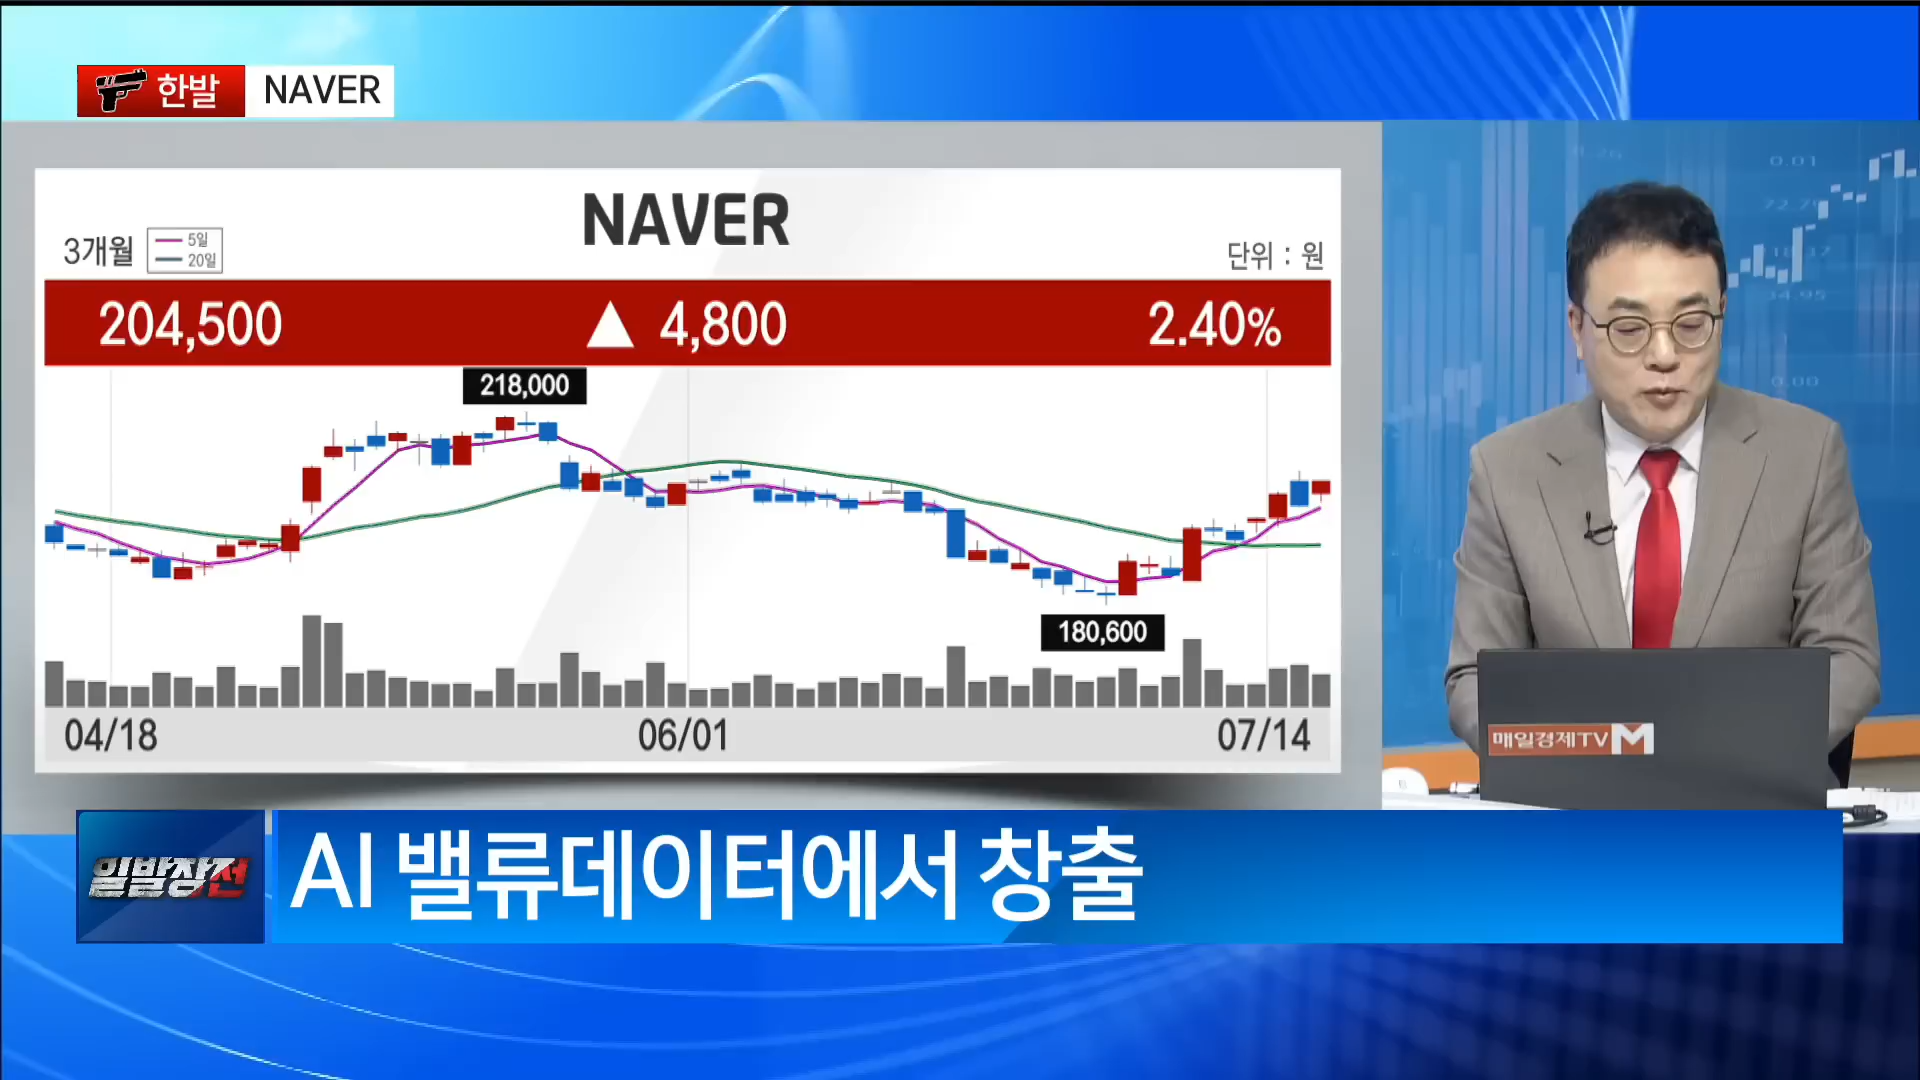 한발 NAVER
NAVER
3개월
5일
20일
단위 : 원
204,500 ▲ 4,800 2.40%
218,000
180,600
04/18 06/01 07/14
매일경제TV M
일발장전
AI 밸류데이터에서 창출